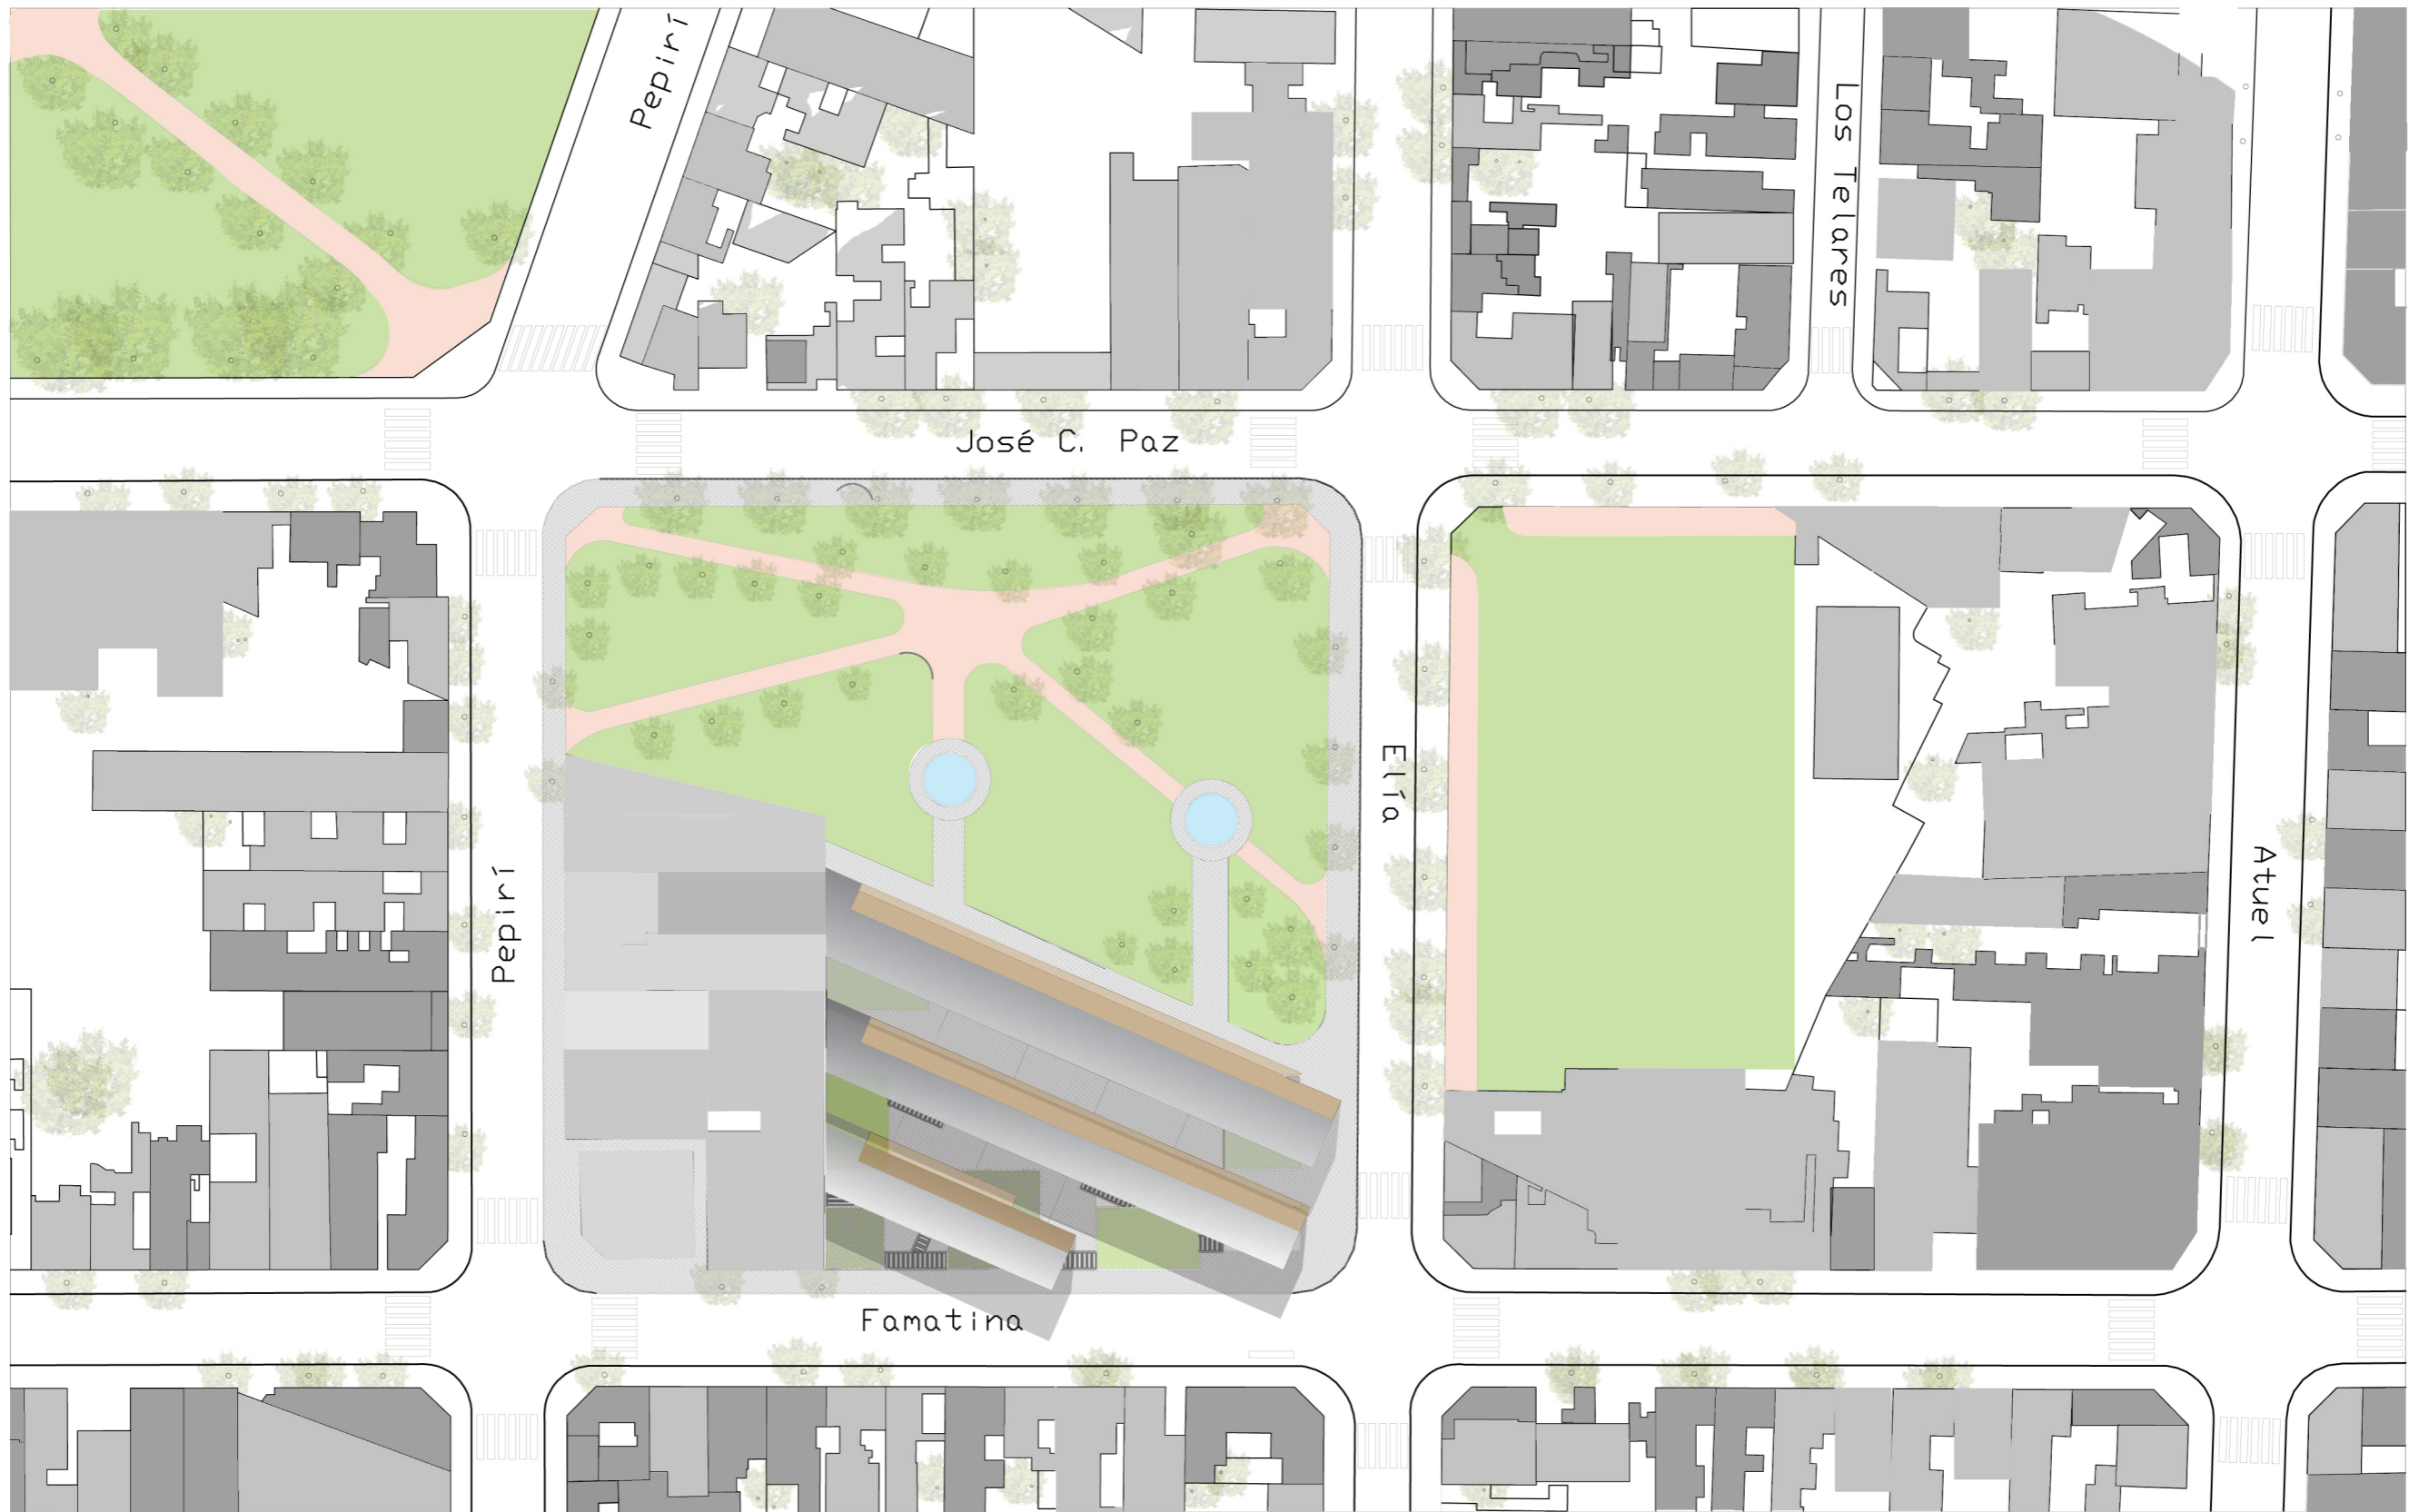 Pepirí
Los Telares
José C. Paz
Elía
Pepirí
Atuel
Famatina